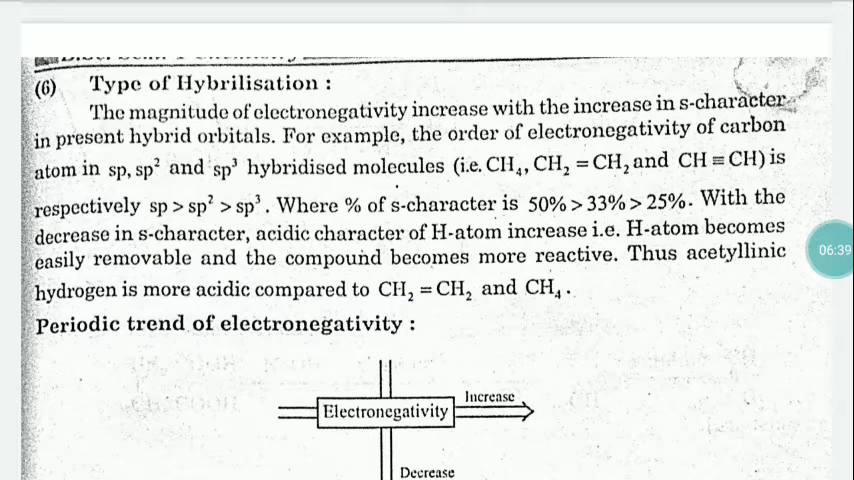 (6) Type of Hybrilisation :
The magnitude of electronegativity increase with the increase in s-character
in present hybrid orbitals. For example, the order of electronegativity of carbon
atom in sp, sp² and sp³ hybridised molecules (i.e. CH₄, CH₂ = CH₂ and CH ≡ CH) is
respectively sp > sp² > sp³. Where % of s-character is 50% > 33% > 25%. With the
decrease in s-character, acidic character of H-atom increase i.e. H-atom becomes
easily removable and the compound becomes more reactive. Thus acetyllinic
hydrogen is more acidic compared to CH₂ = CH₂ and CH₄.
Periodic trend of electronegativity :
Increase
Electronegativity
Decrease
06:39